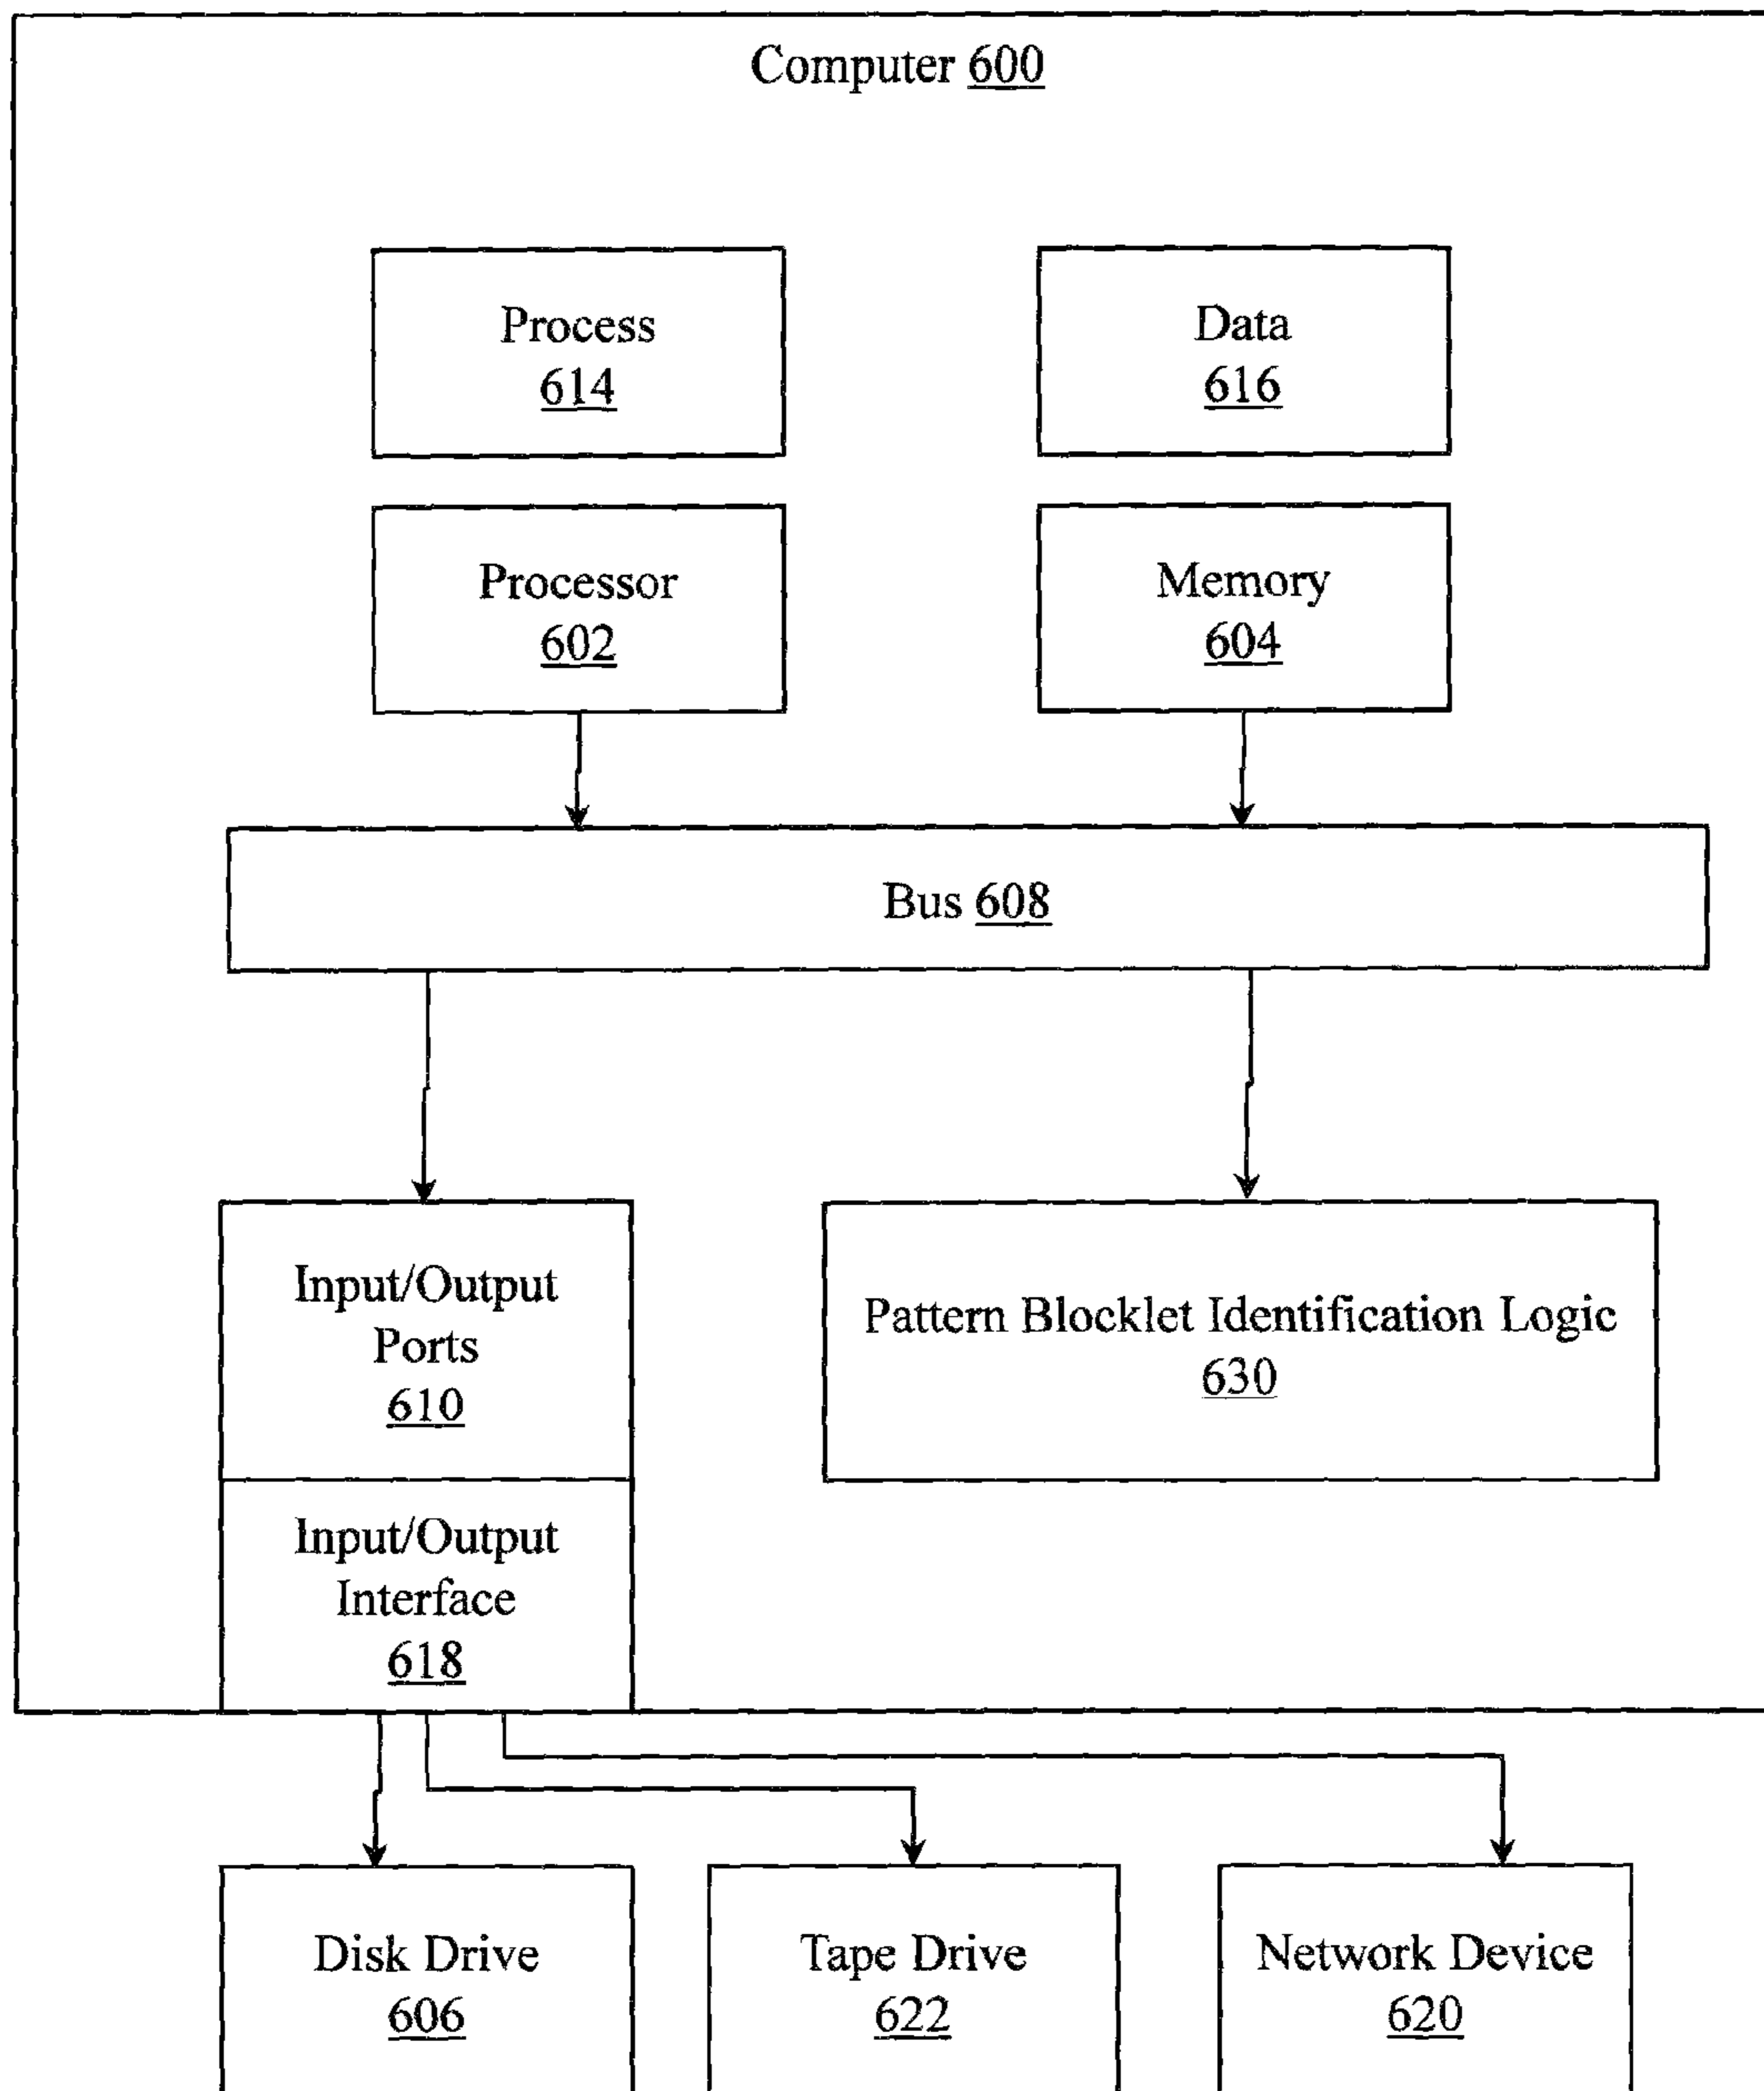 Computer 600
Process
614
Data
616
Processor
602
Memory
604
Bus 608
Input/Output
Ports
610
Pattern Blocklet Identification Logic
630
Input/Output
Interface
618
Disk Drive
606
Tape Drive
622
Network Device
620